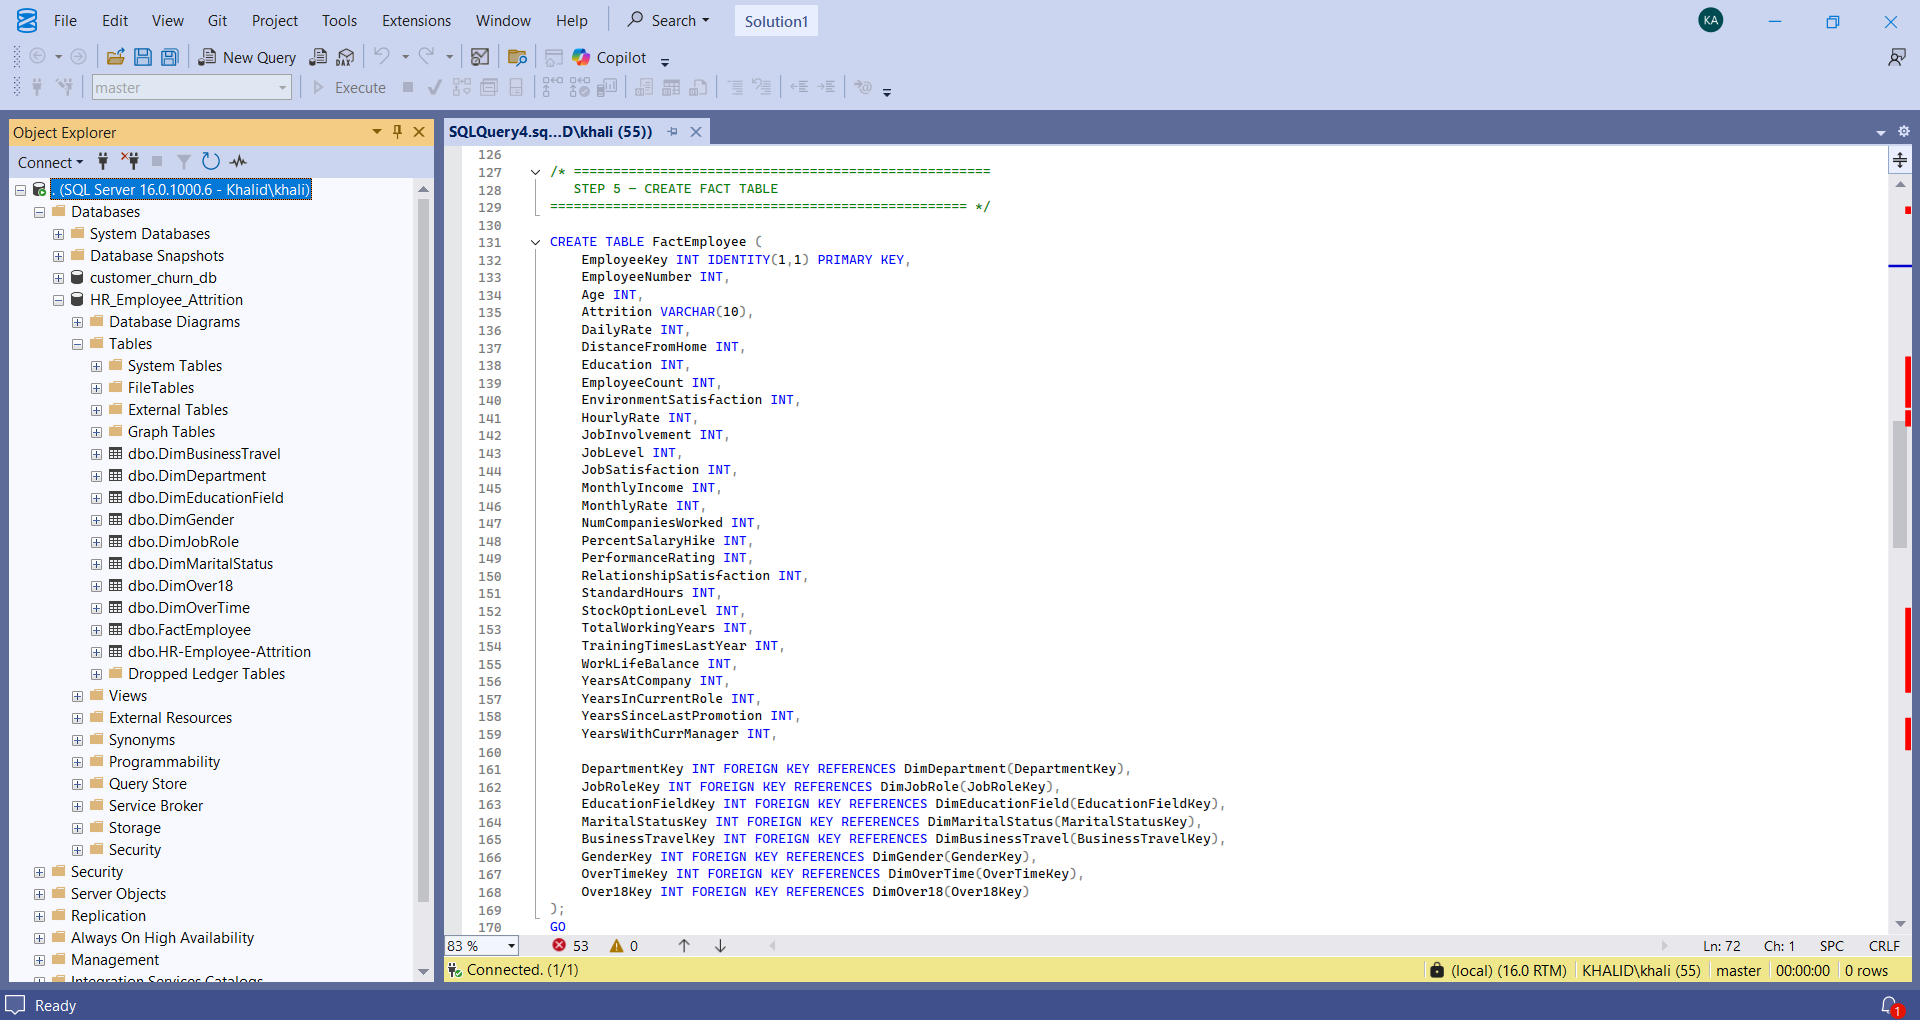 File Edit View Git Project Tools Extensions Window Help Search Solution1 KA
New Query DAX Copilot
master Execute
Object Explorer
Connect
. (SQL Server 16.0.1000.6 - Khalid\khali)
Databases
System Databases
Database Snapshots
customer_churn_db
HR_Employee_Attrition
Database Diagrams
Tables
System Tables
FileTables
External Tables
Graph Tables
dbo.DimBusinessTravel
dbo.DimDepartment
dbo.DimEducationField
dbo.DimGender
dbo.DimJobRole
dbo.DimMaritalStatus
dbo.DimOver18
dbo.DimOverTime
dbo.FactEmployee
dbo.HR-Employee-Attrition
Dropped Ledger Tables
Views
External Resources
Synonyms
Programmability
Query Store
Service Broker
Storage
Security
Security
Server Objects
Replication
Always On High Availability
Management
Integration Services Catalogs
SQLQuery4.sq...D\khali (55))
126
127 /* =====================================================
128 STEP 5 – CREATE FACT TABLE
129 ===================================================== */
130
131 CREATE TABLE FactEmployee (
132 EmployeeKey INT IDENTITY(1,1) PRIMARY KEY,
133 EmployeeNumber INT,
134 Age INT,
135 Attrition VARCHAR(10),
136 DailyRate INT,
137 DistanceFromHome INT,
138 Education INT,
139 EmployeeCount INT,
140 EnvironmentSatisfaction INT,
141 HourlyRate INT,
142 JobInvolvement INT,
143 JobLevel INT,
144 JobSatisfaction INT,
145 MonthlyIncome INT,
146 MonthlyRate INT,
147 NumCompaniesWorked INT,
148 PercentSalaryHike INT,
149 PerformanceRating INT,
150 RelationshipSatisfaction INT,
151 StandardHours INT,
152 StockOptionLevel INT,
153 TotalWorkingYears INT,
154 TrainingTimesLastYear INT,
155 WorkLifeBalance INT,
156 YearsAtCompany INT,
157 YearsInCurrentRole INT,
158 YearsSinceLastPromotion INT,
159 YearsWithCurrManager INT,
160
161 DepartmentKey INT FOREIGN KEY REFERENCES DimDepartment(DepartmentKey),
162 JobRoleKey INT FOREIGN KEY REFERENCES DimJobRole(JobRoleKey),
163 EducationFieldKey INT FOREIGN KEY REFERENCES DimEducationField(EducationFieldKey),
164 MaritalStatusKey INT FOREIGN KEY REFERENCES DimMaritalStatus(MaritalStatusKey),
165 BusinessTravelKey INT FOREIGN KEY REFERENCES DimBusinessTravel(BusinessTravelKey),
166 GenderKey INT FOREIGN KEY REFERENCES DimGender(GenderKey),
167 OverTimeKey INT FOREIGN KEY REFERENCES DimOverTime(OverTimeKey),
168 Over18Key INT FOREIGN KEY REFERENCES DimOver18(Over18Key)
169 );
170 GO
83 % 53 0 Ln: 72 Ch: 1 SPC CRLF
Connected. (1/1) (local) (16.0 RTM) KHALID\khali (55) master 00:00:00 0 rows
Ready 1